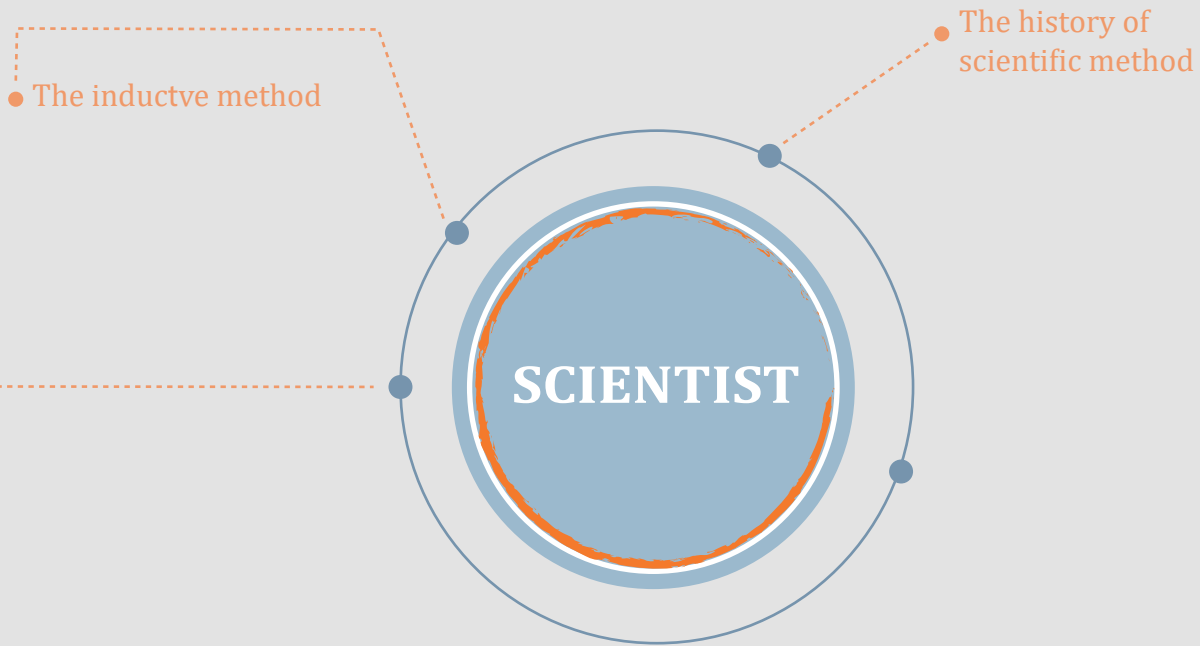 The history of
scientific method
The inductve method
SCIENTIST